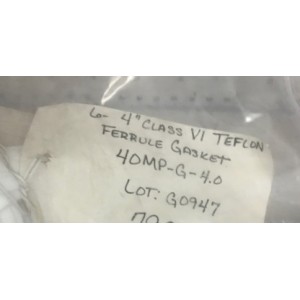 6- 4" CLASS VI TEFLON
FERRULE GASKET
40MP-G-4.0
LOT: G0947